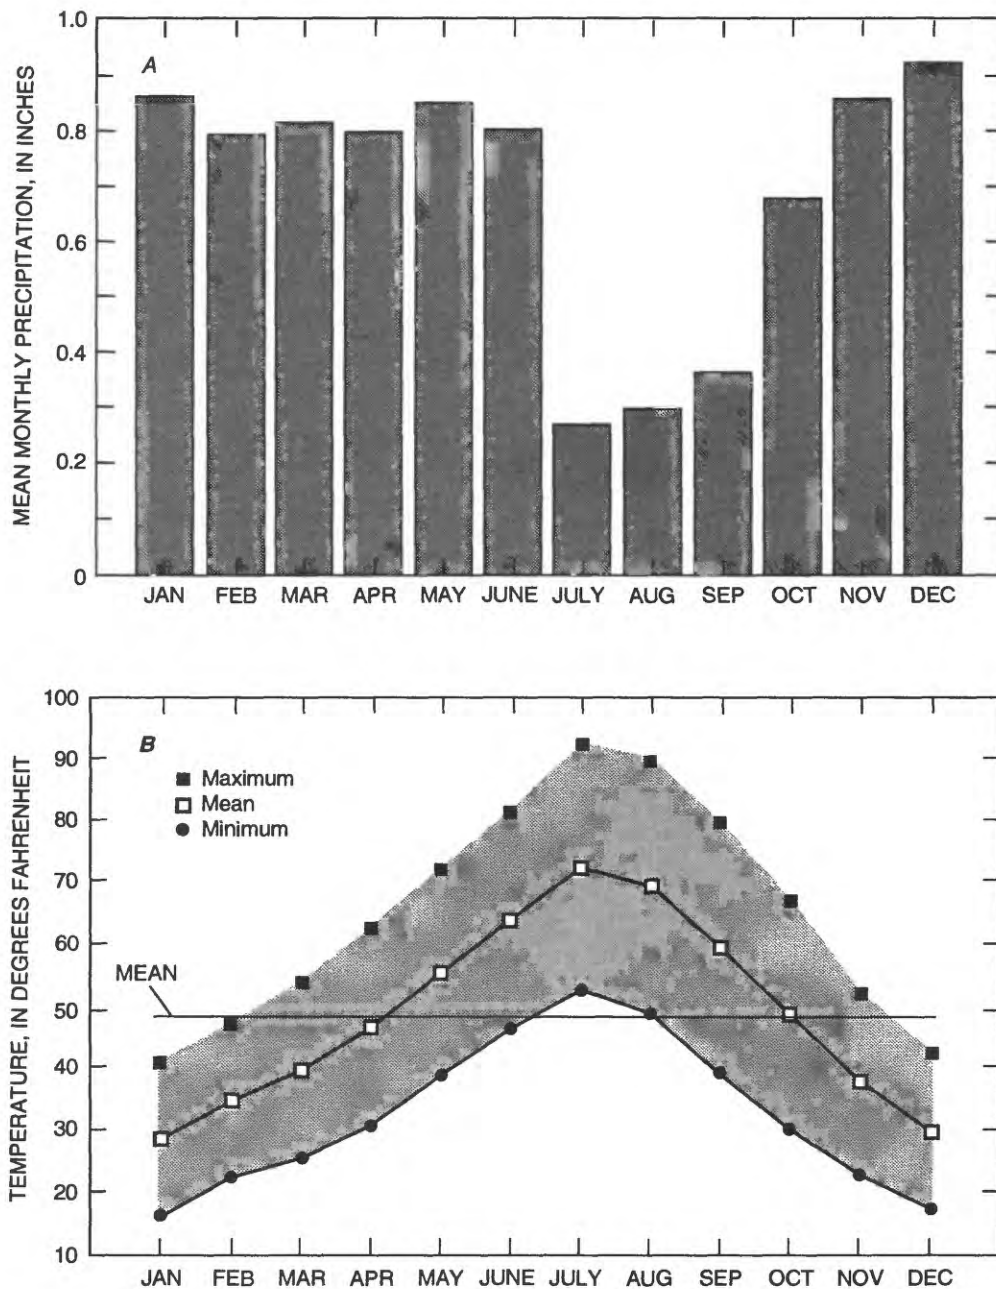 MEAN MONTHLY PRECIPITATION, IN INCHES
1.0
0.8
0.6
0.4
0.2
0
A
JAN FEB MAR APR MAY JUNE JULY AUG SEP OCT NOV DEC
TEMPERATURE, IN DEGREES FAHRENHEIT
100
90
80
70
60
50
40
30
20
10
B
Maximum
Mean
Minimum
MEAN
JAN FEB MAR APR MAY JUNE JULY AUG SEP OCT NOV DEC